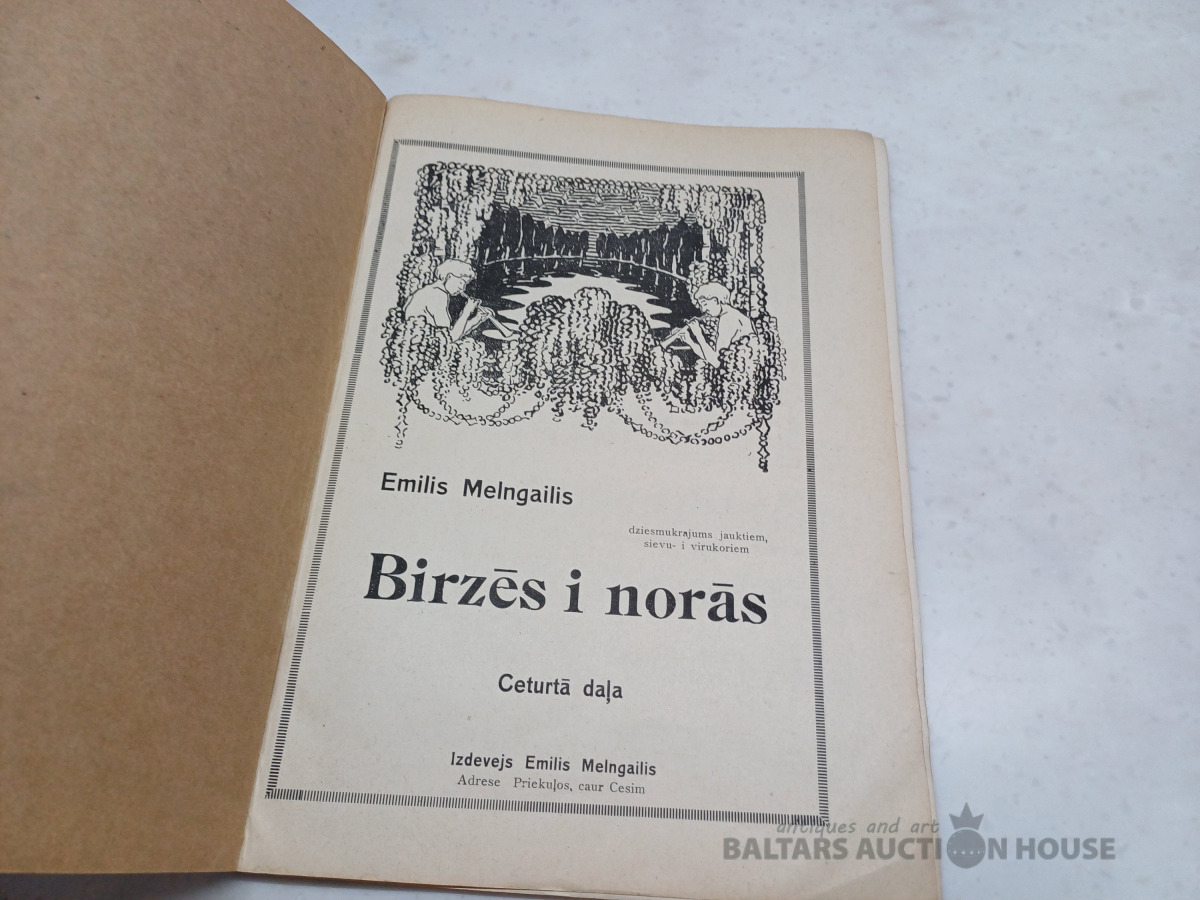 Emilis Melngailis
dziesmukrajums jauktiem,
sievu- i virukoriem
Birzēs i norās
Ceturtā daļa
Izdevejs Emilis Melngailis
Adrese Priekuļos, caur Cesim
antiques and art
BALTARS AUCTION HOUSE